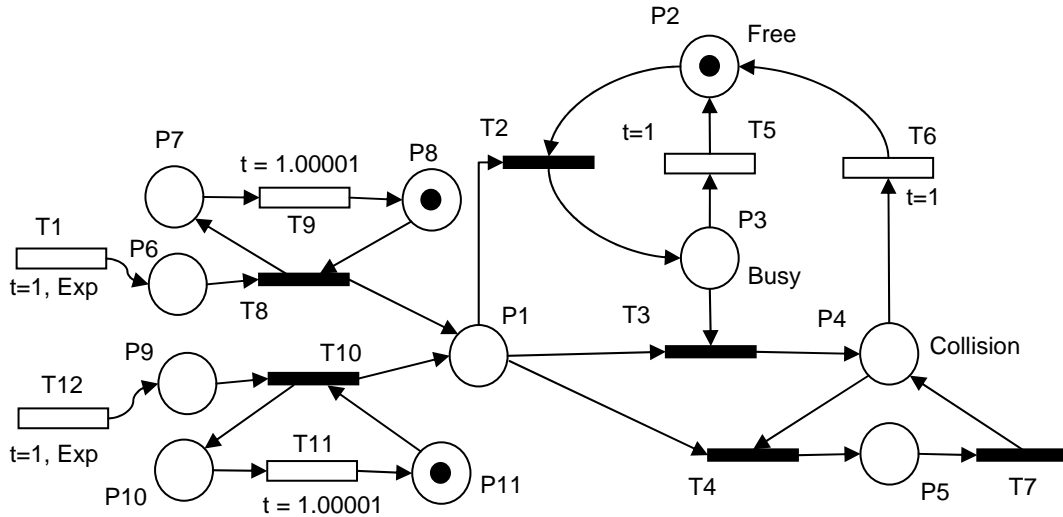 P2
Free
P7
t = 1.00001
P8
T2
t=1
T5
T6
t=1
T9
P3
T1
P6
t=1, Exp
T8
Busy
P1
T3
P4
P9
T10
Collision
T12
t=1, Exp
T11
P10
t = 1.00001
P11
T4
P5
T7